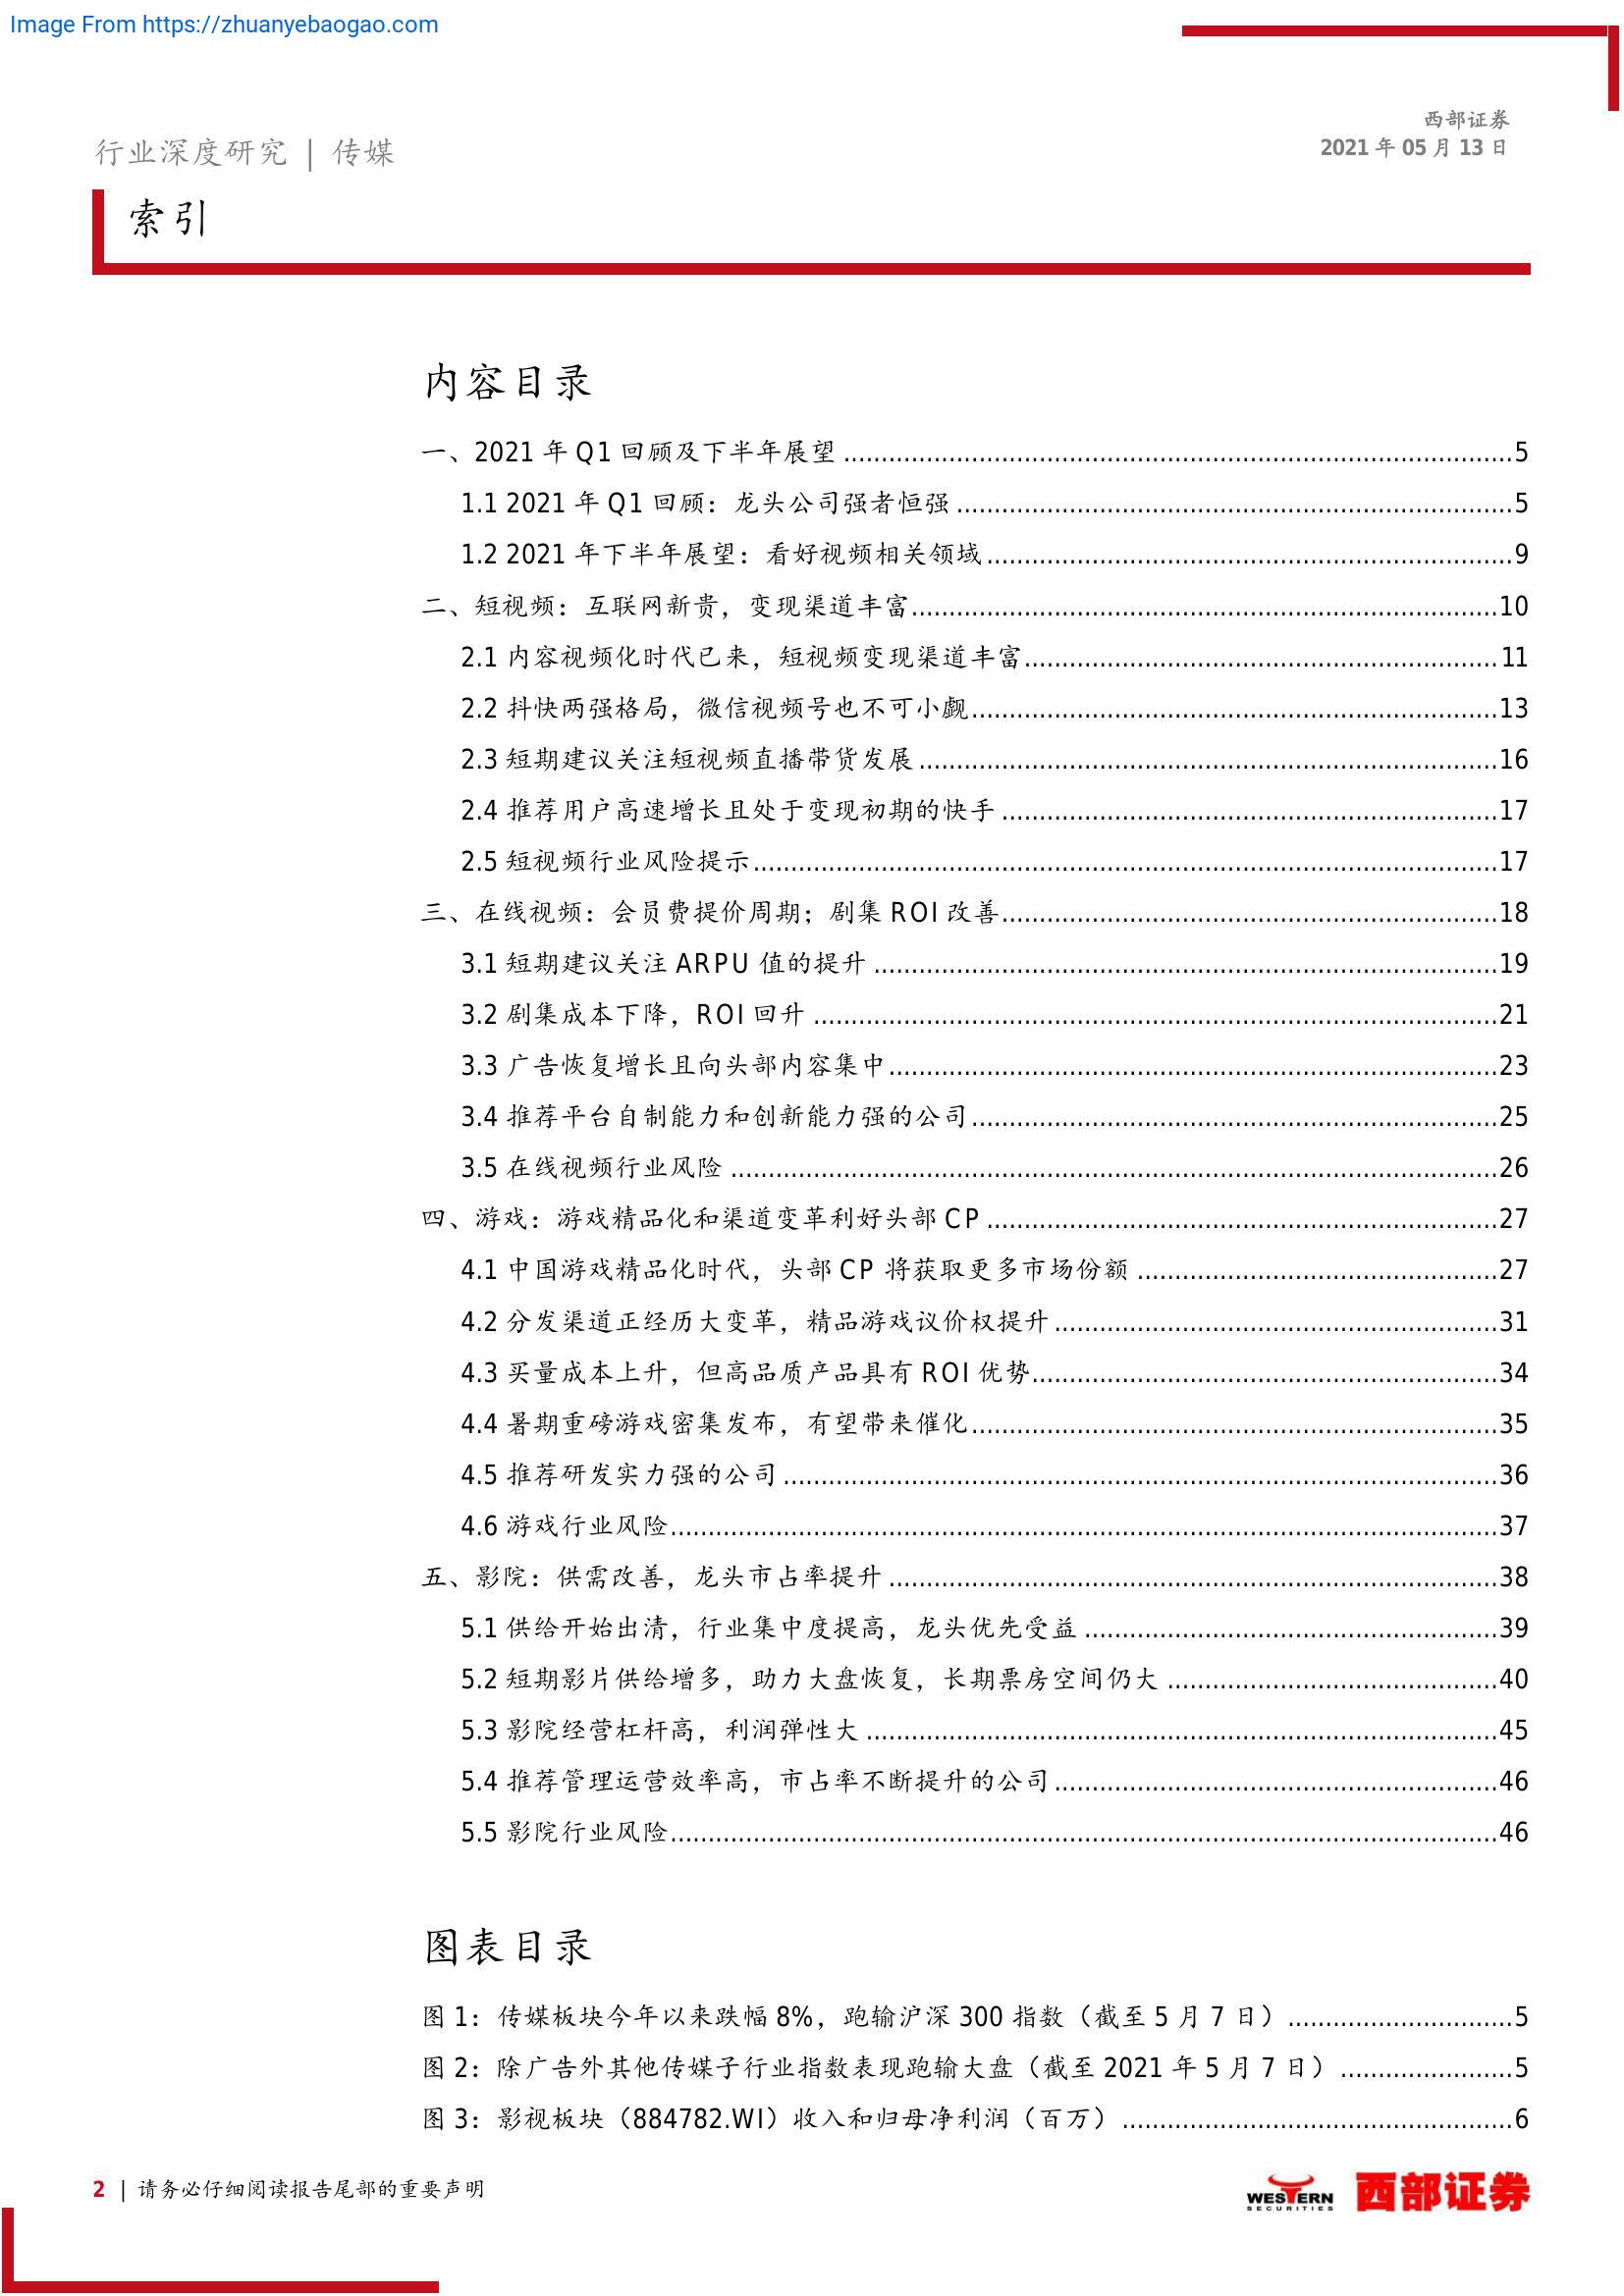 Image From https://zhuanyebaogao.com
西部证券
2021 年 05 月 13 日
行业深度研究 | 传媒
索引
内容目录
一、2021 年 Q1 回顾及下半年展望 ........................................ 5
1.1 2021 年 Q1 回顾：龙头公司强者恒强 ........................................ 5
1.2 2021 年下半年展望：看好视频相关领域 ........................................ 9
二、短视频：互联网新贵，变现渠道丰富 ........................................ 10
2.1 内容视频化时代已来，短视频变现渠道丰富 ........................................ 11
2.2 抖快两强格局，微信视频号也不可小觑 ........................................ 13
2.3 短期建议关注短视频直播带货发展 ........................................ 16
2.4 推荐用户高速增长且处于变现初期的快手 ........................................ 17
2.5 短视频行业风险提示 ........................................ 17
三、在线视频：会员费提价周期；剧集 ROI 改善 ........................................ 18
3.1 短期建议关注 ARPU 值的提升 ........................................ 19
3.2 剧集成本下降，ROI 回升 ........................................ 21
3.3 广告恢复增长且向头部内容集中 ........................................ 23
3.4 推荐平台自制能力和创新能力强的公司 ........................................ 25
3.5 在线视频行业风险 ........................................ 26
四、游戏：游戏精品化和渠道变革利好头部 CP ........................................ 27
4.1 中国游戏精品化时代，头部 CP 将获取更多市场份额 ........................................ 27
4.2 分发渠道正经历大变革，精品游戏议价权提升 ........................................ 31
4.3 买量成本上升，但高品质产品具有 ROI 优势 ........................................ 34
4.4 暑期重磅游戏密集发布，有望带来催化 ........................................ 35
4.5 推荐研发实力强的公司 ........................................ 36
4.6 游戏行业风险 ........................................ 37
五、影院：供需改善，龙头市占率提升 ........................................ 38
5.1 供给开始出清，行业集中度提高，龙头优先受益 ........................................ 39
5.2 短期影片供给增多，助力大盘恢复，长期票房空间仍大 ........................................ 40
5.3 影院经营杠杆高，利润弹性大 ........................................ 45
5.4 推荐管理运营效率高，市占率不断提升的公司 ........................................ 46
5.5 影院行业风险 ........................................ 46
图表目录
图 1：传媒板块今年以来跌幅 8%，跑输沪深 300 指数（截至 5 月 7 日） ........................................ 5
图 2：除广告外其他传媒子行业指数表现跑输大盘（截至 2021 年 5 月 7 日） ........................................ 5
图 3：影视板块（884782.WI）收入和归母净利润（百万） ........................................ 6
2 | 请务必仔细阅读报告尾部的重要声明
WESTERN
SECURITIES
西部证券